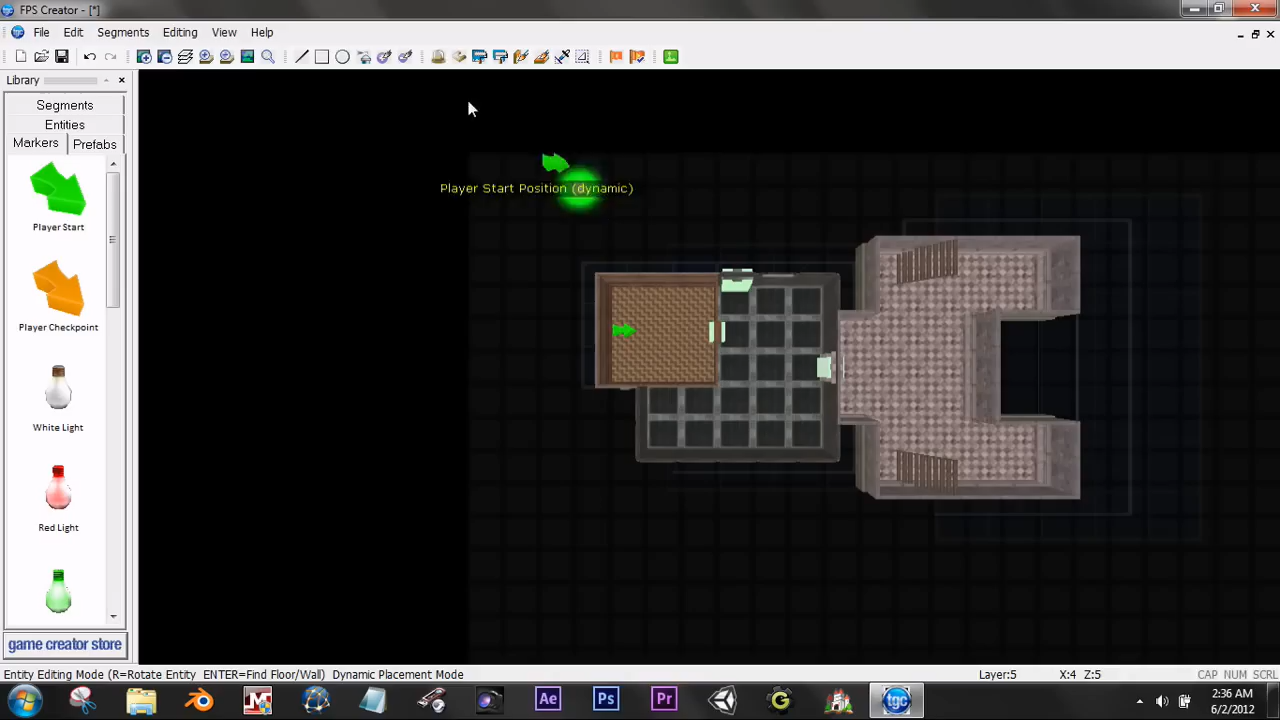 FPS Creator - [*]
File Edit Segments Editing View Help
Library
Segments
Entities
Markers Prefabs
Player Start
Player Checkpoint
White Light
Red Light
game creator store
Player Start Position (dynamic)
Entity Editing Mode (R=Rotate Entity ENTER=Find Floor/Wall) Dynamic Placement Mode
Layer:5 X:4 Z:5 CAP NUM SCRL
Ae Ps Pr G tgc
2:36 AM
6/2/2012